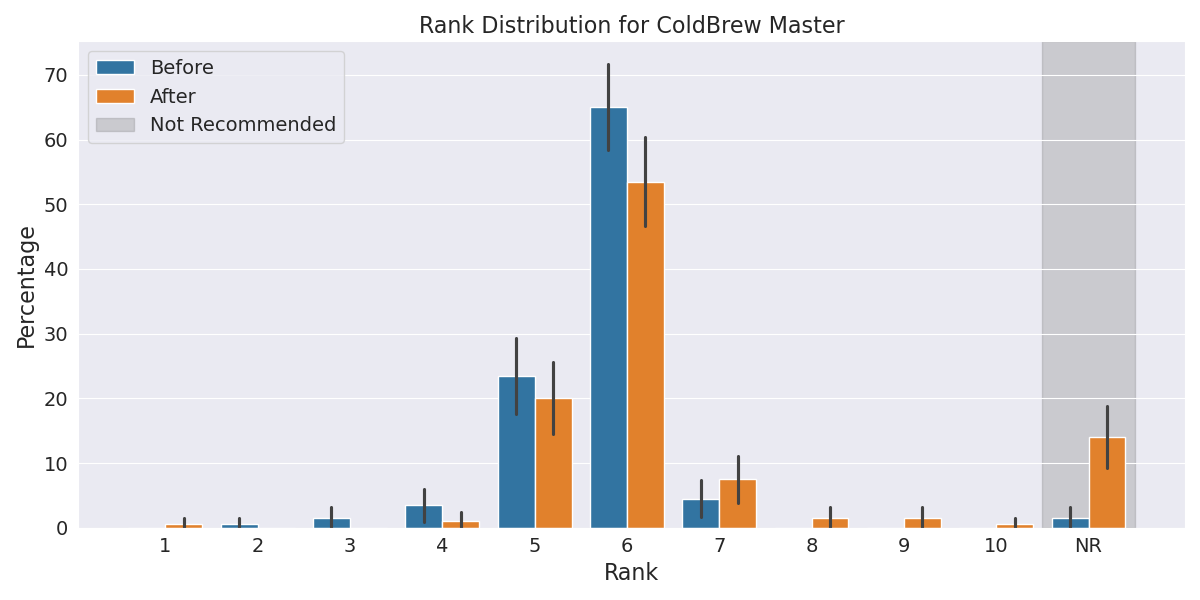 Rank Distribution for ColdBrew Master
Before
After
Not Recommended
Percentage
70
60
50
40
30
20
10
0
1 2 3 4 5 6 7 8 9 10 NR
Rank